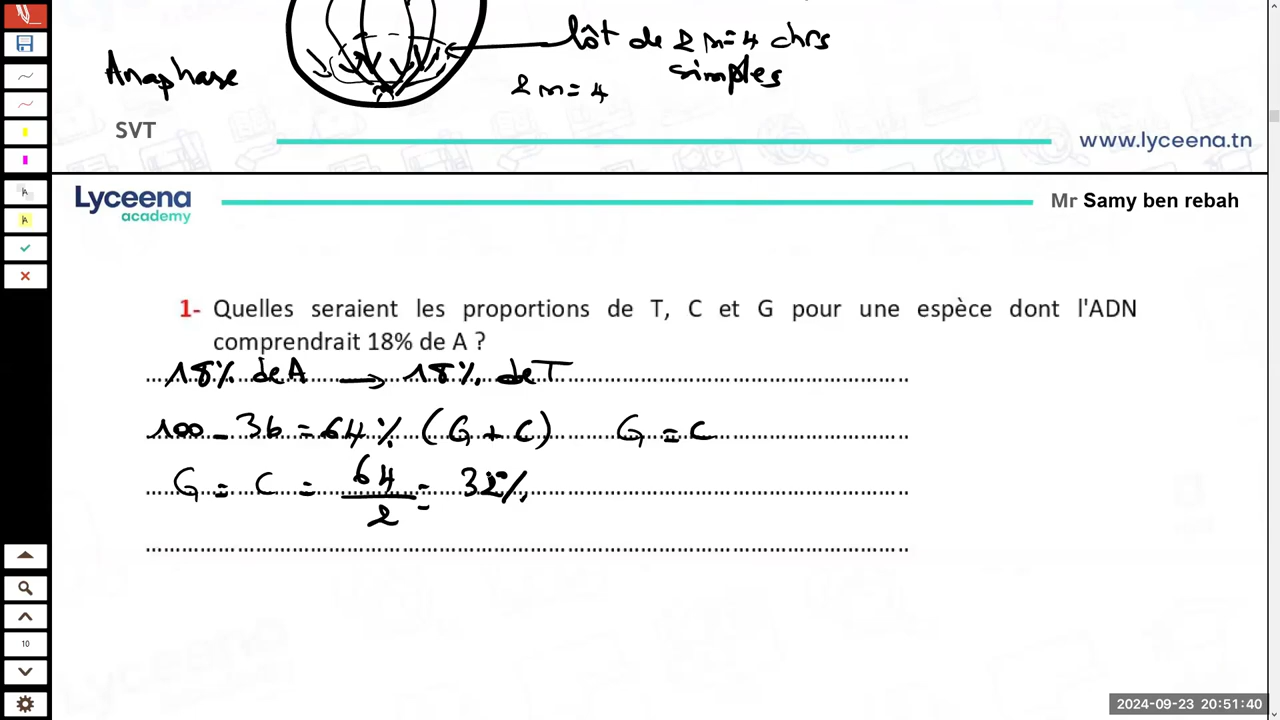 lôt de 2n=4 chrs
simples
Anaphase
2n=4
SVT
www.lyceena.tn
Lyceena
academy
Mr Samy ben rebah
1- Quelles seraient les proportions de T, C et G pour une espèce dont l'ADN
comprendrait 18% de A ?
18% de A → 18% de T
100 - 36 = 64 % (G + C) G = C
G = C = 64/2 = 32%
10
2024-09-23 20:51:40